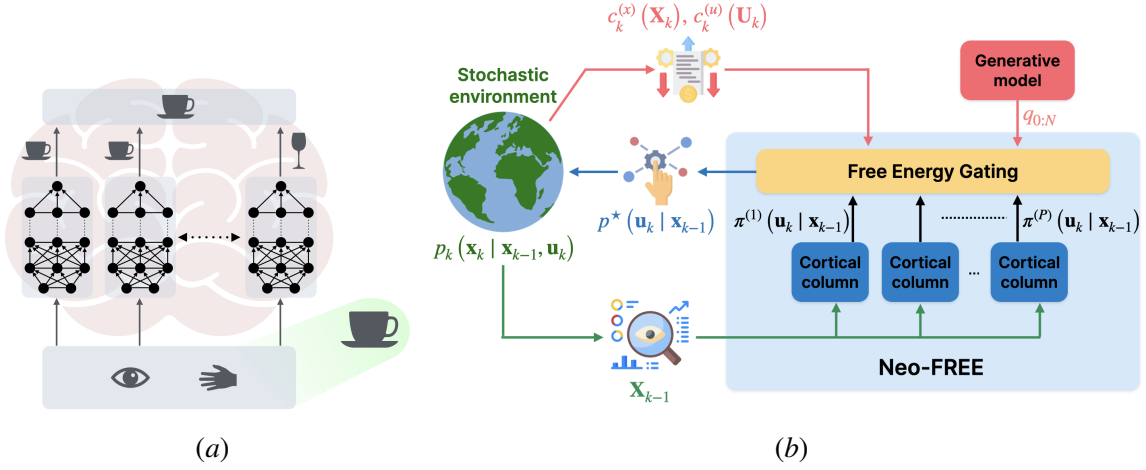 c_k^{(x)} (X_k), c_k^{(u)} (U_k)
Generative
model
Stochastic
environment
q_{0:N}
Free Energy Gating
p^⋆ (u_k | x_{k-1})
π^{(1)} (u_k | x_{k-1})
π^{(P)} (u_k | x_{k-1})
p_k (x_k | x_{k-1}, u_k)
Cortical
column
Cortical
column
...
Cortical
column
Neo-FREE
X_{k-1}
(a)
(b)